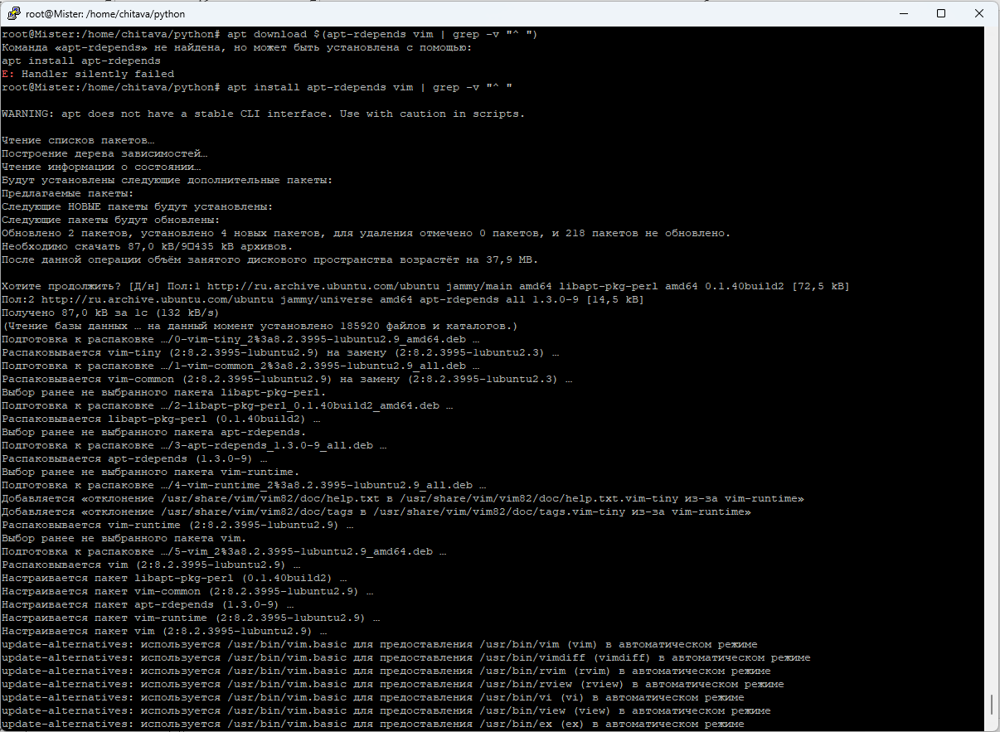 root@Mister: /home/chitava/python
root@Mister:/home/chitava/python# apt download $(apt-rdepends vim | grep -v "^ ")
Команда «apt-rdepends» не найдена, но может быть установлена с помощью:
apt install apt-rdepends
E: Handler silently failed
root@Mister:/home/chitava/python# apt install apt-rdepends vim | grep -v "^ "

WARNING: apt does not have a stable CLI interface. Use with caution in scripts.

Чтение списков пакетов…
Построение дерева зависимостей…
Чтение информации о состоянии…
Будут установлены следующие дополнительные пакеты:
Предлагаемые пакеты:
Следующие НОВЫЕ пакеты будут установлены:
Следующие пакеты будут обновлены:
Обновлено 2 пакетов, установлено 4 новых пакетов, для удаления отмечено 0 пакетов, и 218 пакетов не обновлено.
Необходимо скачать 87,0 kB/9□435 kB архивов.
После данной операции объём занятого дискового пространства возрастёт на 37,9 MB.

Хотите продолжить? [Д/н] Пол:1 http://ru.archive.ubuntu.com/ubuntu jammy/main amd64 libapt-pkg-perl amd64 0.1.40build2 [72,5 kB]
Пол:2 http://ru.archive.ubuntu.com/ubuntu jammy/universe amd64 apt-rdepends all 1.3.0-9 [14,5 kB]
Получено 87,0 kB за 1с (132 kB/s)
(Чтение базы данных … на данный момент установлено 185920 файлов и каталогов.)
Подготовка к распаковке …/0-vim-tiny_2%3a8.2.3995-1ubuntu2.9_amd64.deb …
Распаковывается vim-tiny (2:8.2.3995-1ubuntu2.9) на замену (2:8.2.3995-1ubuntu2.3) …
Подготовка к распаковке …/1-vim-common_2%3a8.2.3995-1ubuntu2.9_all.deb …
Распаковывается vim-common (2:8.2.3995-1ubuntu2.9) на замену (2:8.2.3995-1ubuntu2.3) …
Выбор ранее не выбранного пакета libapt-pkg-perl.
Подготовка к распаковке …/2-libapt-pkg-perl_0.1.40build2_amd64.deb …
Распаковывается libapt-pkg-perl (0.1.40build2) …
Выбор ранее не выбранного пакета apt-rdepends.
Подготовка к распаковке …/3-apt-rdepends_1.3.0-9_all.deb …
Распаковывается apt-rdepends (1.3.0-9) …
Выбор ранее не выбранного пакета vim-runtime.
Подготовка к распаковке …/4-vim-runtime_2%3a8.2.3995-1ubuntu2.9_all.deb …
Добавляется «отклонение /usr/share/vim/vim82/doc/help.txt в /usr/share/vim/vim82/doc/help.txt.vim-tiny из-за vim-runtime»
Добавляется «отклонение /usr/share/vim/vim82/doc/tags в /usr/share/vim/vim82/doc/tags.vim-tiny из-за vim-runtime»
Распаковывается vim-runtime (2:8.2.3995-1ubuntu2.9) …
Выбор ранее не выбранного пакета vim.
Подготовка к распаковке …/5-vim_2%3a8.2.3995-1ubuntu2.9_amd64.deb …
Распаковывается vim (2:8.2.3995-1ubuntu2.9) …
Настраивается пакет libapt-pkg-perl (0.1.40build2) …
Настраивается пакет vim-common (2:8.2.3995-1ubuntu2.9) …
Настраивается пакет apt-rdepends (1.3.0-9) …
Настраивается пакет vim-runtime (2:8.2.3995-1ubuntu2.9) …
Настраивается пакет vim (2:8.2.3995-1ubuntu2.9) …
update-alternatives: используется /usr/bin/vim.basic для предоставления /usr/bin/vim (vim) в автоматическом режиме
update-alternatives: используется /usr/bin/vim.basic для предоставления /usr/bin/vimdiff (vimdiff) в автоматическом режиме
update-alternatives: используется /usr/bin/vim.basic для предоставления /usr/bin/rvim (rvim) в автоматическом режиме
update-alternatives: используется /usr/bin/vim.basic для предоставления /usr/bin/rview (rview) в автоматическом режиме
update-alternatives: используется /usr/bin/vim.basic для предоставления /usr/bin/vi (vi) в автоматическом режиме
update-alternatives: используется /usr/bin/vim.basic для предоставления /usr/bin/view (view) в автоматическом режиме
update-alternatives: используется /usr/bin/vim.basic для предоставления /usr/bin/ex (ex) в автоматическом режиме